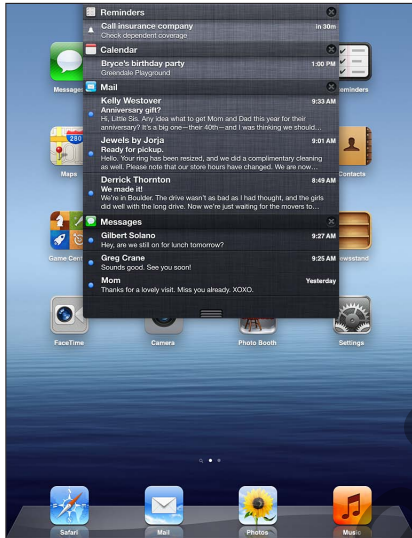 Reminders
Call insurance company in 30m
Check dependent coverage
Calendar
Bryce's birthday party 1:00 PM
Greendale Playground
Mail
Kelly Westover 9:33 AM
Anniversary gift?
Hi, Little Sis. Any idea what to get Mom and Dad this year for their
anniversary? It's a big one—their 40th—and I was thinking we should...
Jewels by Jorja 9:01 AM
Ready for pickup.
Hello. Your ring has been resized, and we did a complimentary cleaning
as well. Please note that our store hours have changed. We are now...
Derrick Thornton 8:49 AM
We made it!
We're in Boulder. The drive wasn't as bad as I had thought, and the girls
did well with the long drive. Now we're just waiting for the movers to...
Messages
Gilbert Solano 9:27 AM
Hey, are we still on for lunch tomorrow?
Greg Crane 9:25 AM
Sounds good. See you soon!
Mom Yesterday
Thanks for a lovely visit. Miss you already. XOXO.
Messages
Maps 280 Contacts
FaceTime Camera Photo Booth Settings
Safari Mail Photos Music